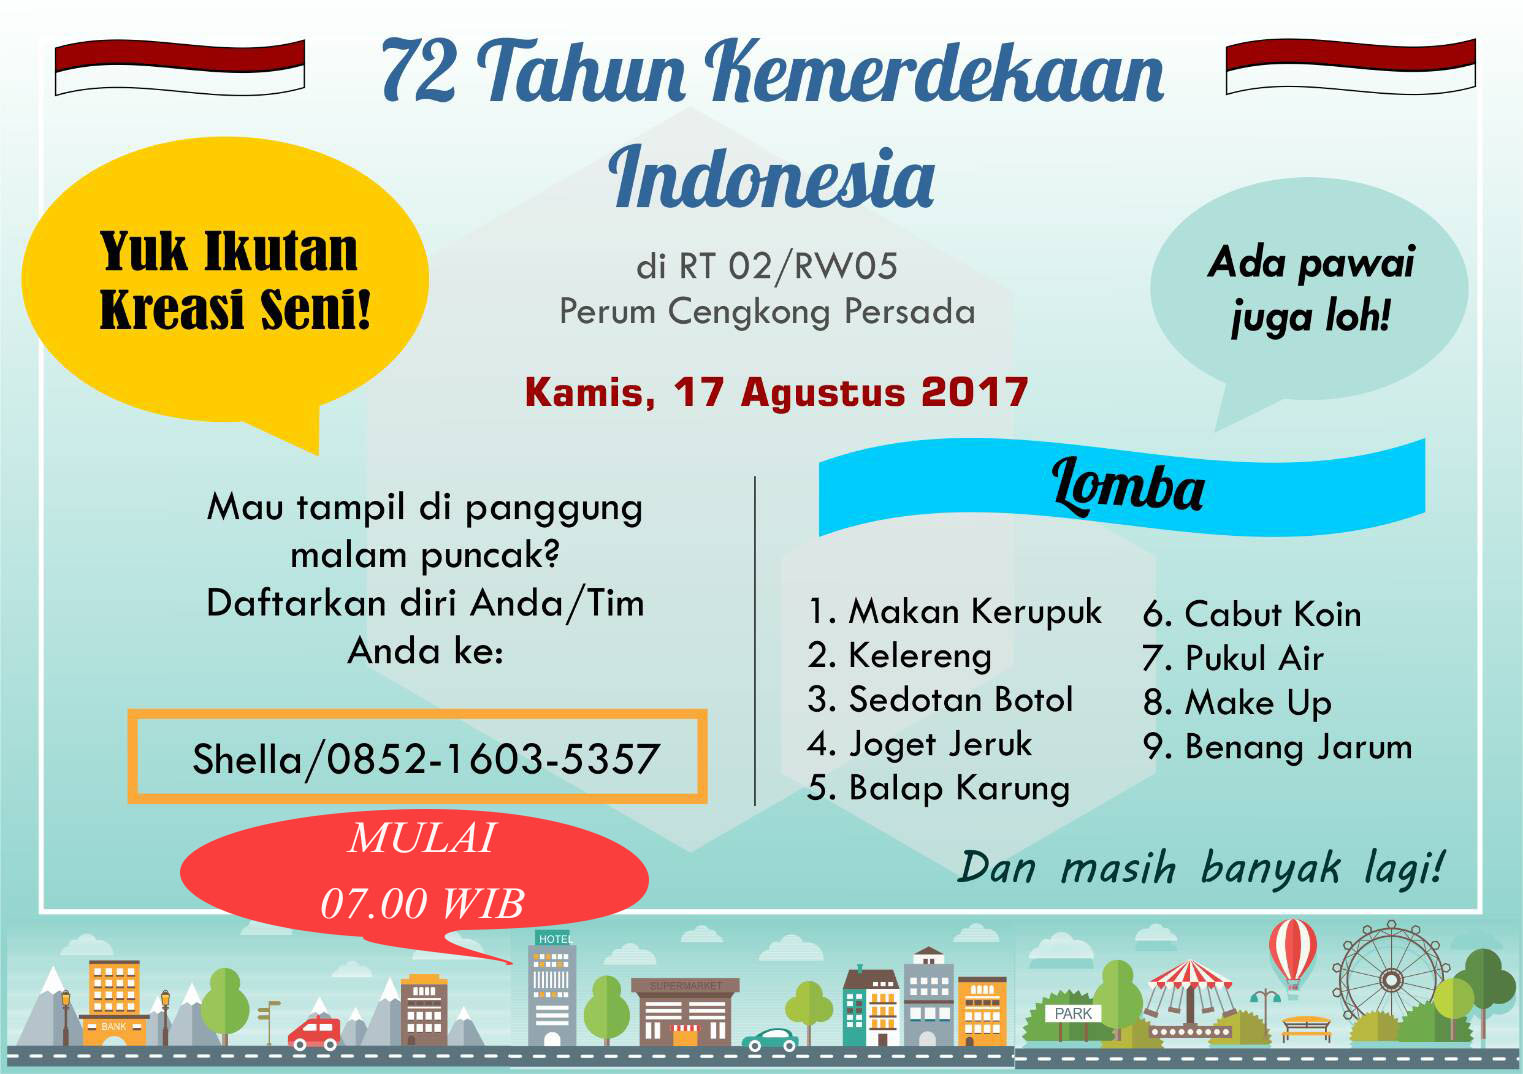 72 Tahun Kemerdekaan
Indonesia
di RT 02/RW05
Perum Cengkong Persada
Kamis, 17 Agustus 2017
Yuk Ikutan
Kreasi Seni!
Ada pawai
juga loh!
Mau tampil di panggung
malam puncak?
Daftarkan diri Anda/Tim
Anda ke:
Shella/0852-1603-5357
MULAI
07.00 WIB
Lomba
1. Makan Kerupuk
2. Kelereng
3. Sedotan Botol
4. Joget Jeruk
5. Balap Karung
6. Cabut Koin
7. Pukul Air
8. Make Up
9. Benang Jarum
Dan masih banyak lagi!
BANK
HOTEL
SUPERMARKET
PARK